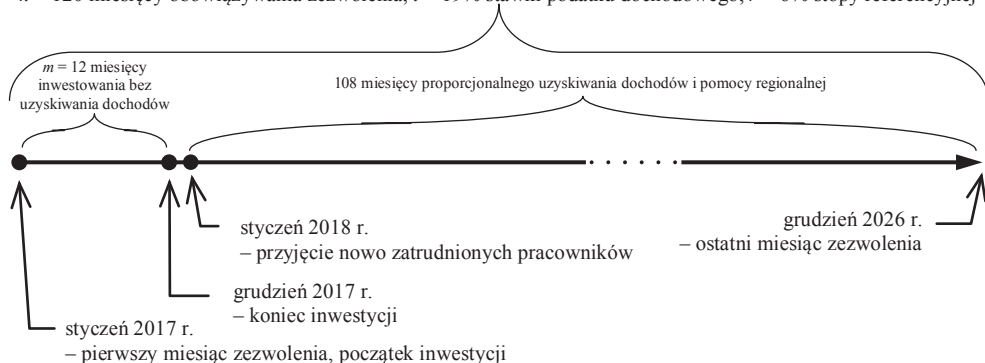 m = 12 miesięcy
inwestowania bez
uzyskiwania dochodów
108 miesięcy proporcjonalnego uzyskiwania dochodów i pomocy regionalnej
styczeń 2018 r.
– przyjęcie nowo zatrudnionych pracowników
grudzień 2026 r.
– ostatni miesiąc zezwolenia
grudzień 2017 r.
– koniec inwestycji
styczeń 2017 r.
– pierwszy miesiąc zezwolenia, początek inwestycji